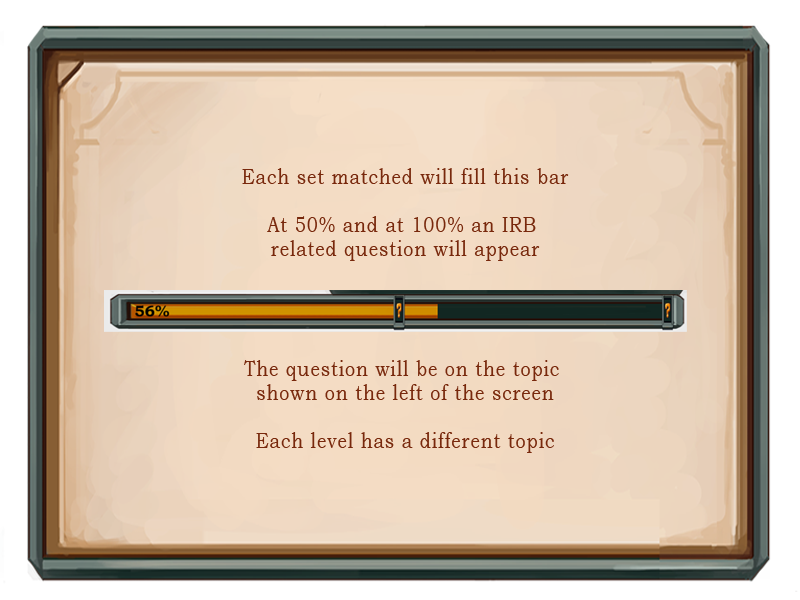 Each set matched will fill this bar
At 50% and at 100% an IRB
related question will appear
56% ? ?
The question will be on the topic
shown on the left of the screen
Each level has a different topic